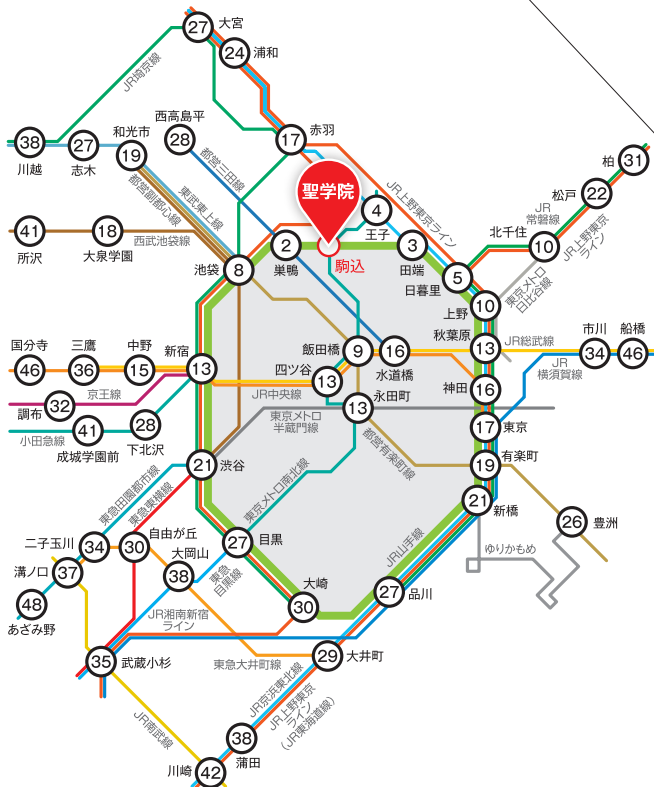 27
大宮
24
浦和
JR埼京線
西高島平
28
17
赤羽
和光市
38
川越
27
志木
19
都営三田線
東武東上線
都営副都心線
聖学院
JR上野東京ライン
4
王子
柏
31
松戸
22
JR
常磐線
北千住
10
JR上野東京
ライン
41
所沢
18
大泉学園
西武池袋線
池袋
8
2
巣鴨
駒込
3
田端
日暮里
5
東京メトロ
日比谷線
上野
10
秋葉原
13
JR総武線
市川
34
船橋
46
JR
横須賀線
国分寺
46
三鷹
36
中野
15
新宿
13
飯田橋
9
16
水道橋
四ツ谷
13
JR中央線
神田
16
京王線
調布
32
永田町
13
東京メトロ
半蔵門線
小田急線
41
成城学園前
28
下北沢
17
東京
都営有楽町線
21
渋谷
19
有楽町
東急田園都市線
東急東横線
東京メトロ南北線
21
新橋
26
豊洲
二子玉川
34
自由が丘
30
大岡山
38
27
目黒
東急
目黒線
JR山手線
ゆりかもめ
溝ノ口
37
48
あざみ野
大崎
30
27
品川
JR湘南新宿
ライン
35
武蔵小杉
東急大井町線
29
大井町
JR京浜東北線
JR上野東京
ライン
(JR東海道線)
JR南武線
38
蒲田
川崎
42